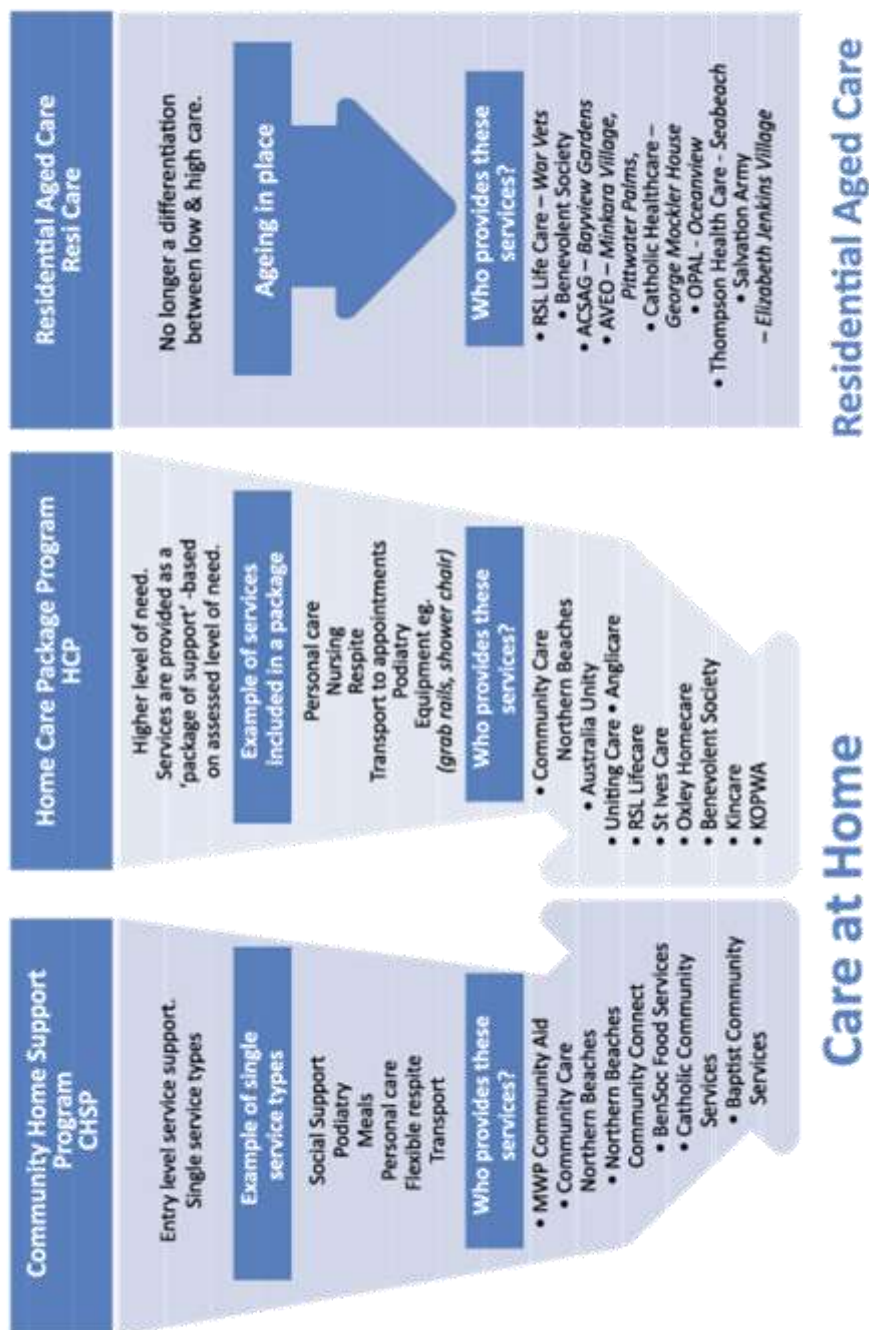 Community Home Support
Program
CHSP
Entry level service support.
Single service types
Example of single
service types
Social Support
Podiatry
Meals
Personal care
Flexible respite
Transport
Who provides these
services?
• MWP Community Aid
• Community Care
Northern Beaches
• Northern Beaches
Community Connect
• BenSoc Food Services
• Catholic Community
Services
• Baptist Community
Services
Home Care Package Program
HCP
Higher level of need.
Services are provided as a
'package of support' -based
on assessed level of need.
Example of services
included in a package
Personal care
Nursing
Respite
Transport to appointments
Podiatry
Equipment eg.
(grab rails, shower chair)
Who provides these
services?
• Community Care
Northern Beaches
• Australia Unity
• Uniting Care • Anglicare
• RSL Lifecare
• St Ives Care
• Oxley Homecare
• Benevolent Society
• Kincare
• KOPWA
Care at Home
Residential Aged Care
Resi Care
No longer a differentiation
between low & high care.
Ageing in place
Who provides these
services?
• RSL Life Care – War Vets
• Benevolent Society
• ACSAG – Bayview Gardens
• AVEO – Minkara Village,
Pittwater Palms,
• Catholic Healthcare –
George Mockler House
• OPAL - Oceanview
• Thompson Health Care - Seabeach
• Salvation Army
– Elizabeth Jenkins Village
Residential Aged Care